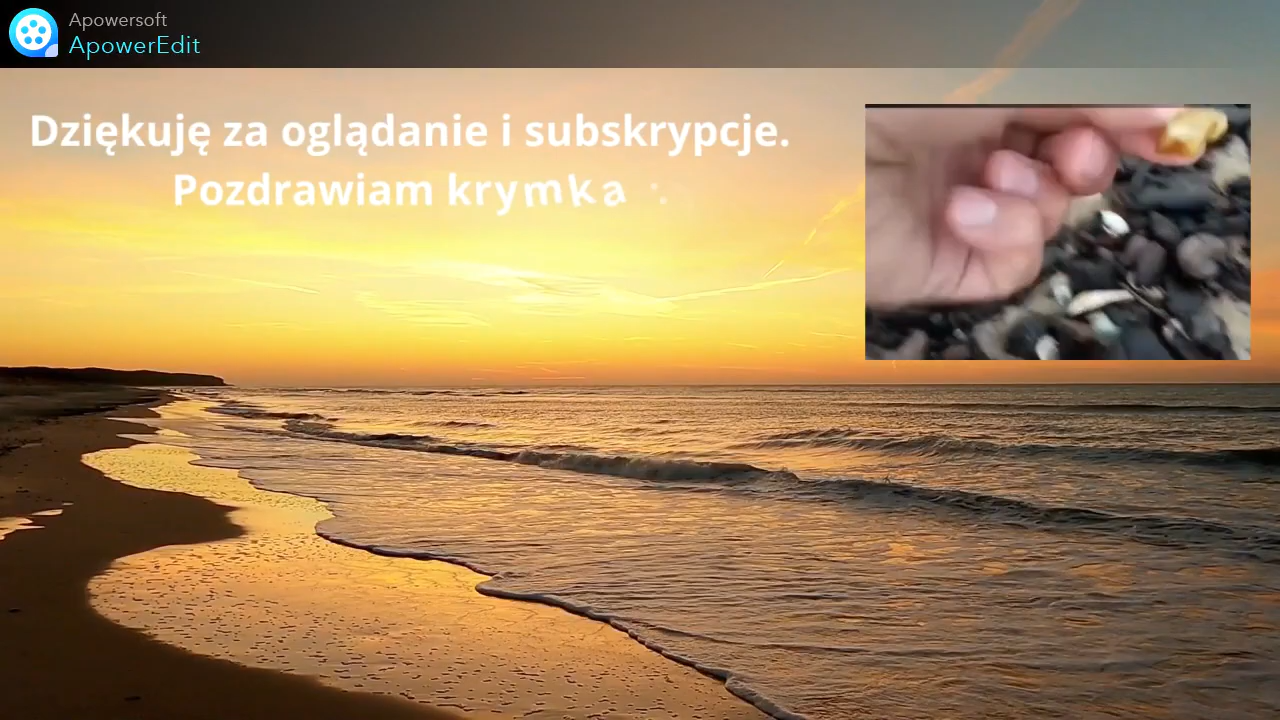 Apowersoft
ApowerEdit
Dziękuję za oglądanie i subskrypcje.
Pozdrawiam krymka :.